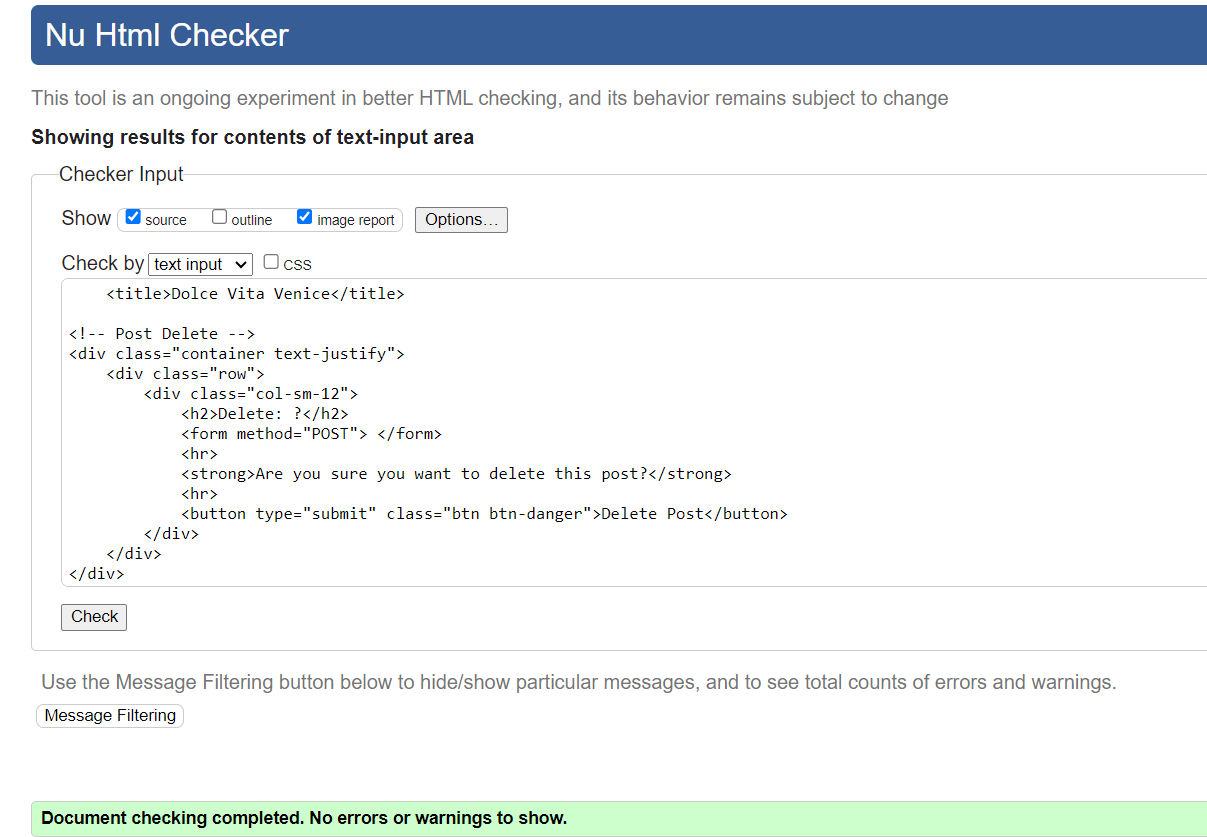 Nu Html Checker
This tool is an ongoing experiment in better HTML checking, and its behavior remains subject to change
Showing results for contents of text-input area
Checker Input
Show source outline image report Options...
Check by text input CSS
    <title>Dolce Vita Venice</title>

<!-- Post Delete -->
<div class="container text-justify">
    <div class="row">
        <div class="col-sm-12">
            <h2>Delete: ?</h2>
            <form method="POST"> </form>
            <hr>
            <strong>Are you sure you want to delete this post?</strong>
            <hr>
            <button type="submit" class="btn btn-danger">Delete Post</button>
        </div>
    </div>
</div>
Check
Use the Message Filtering button below to hide/show particular messages, and to see total counts of errors and warnings.
Message Filtering
Document checking completed. No errors or warnings to show.